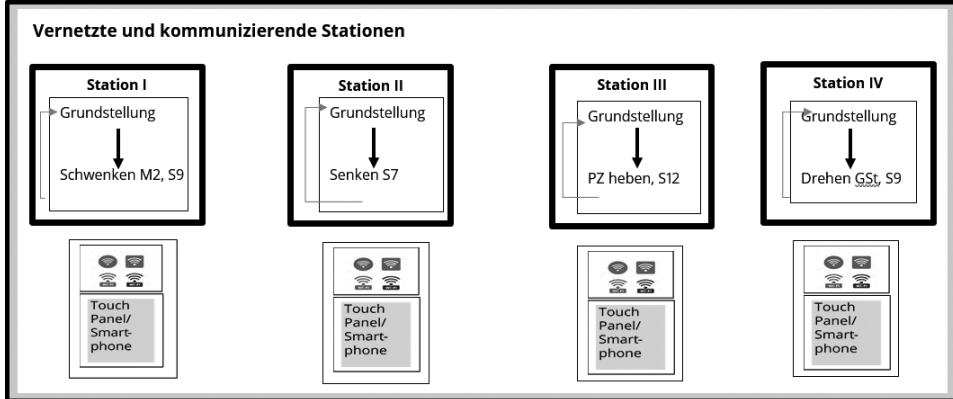 Vernetzte und kommunizierende Stationen
Station I
Grundstellung
Schwenken M2, S9
Station II
Grundstellung
Senken S7
Station III
Grundstellung
PZ heben, S12
Station IV
Grundstellung
Drehen GSt, S9
Touch
Panel/
Smart-
phone
Touch
Panel/
Smart-
phone
Touch
Panel/
Smart-
phone
Touch
Panel/
Smart-
phone